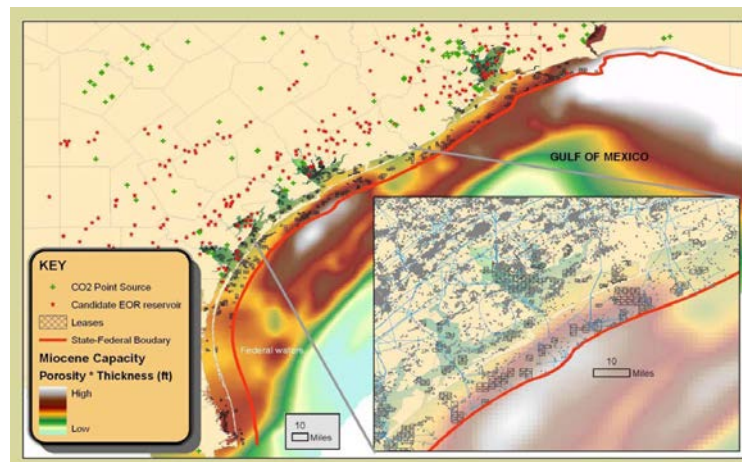 GULF OF MEXICO
KEY
CO2 Point Source
Candidate EOR reservoir
Leases
State-Federal Boudary
Miocene Capacity
Porosity * Thickness (ft)
High
Low
Federal waters
10
Miles
10
Miles